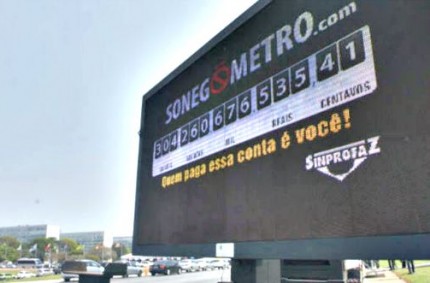 SONEGÔMETRO.com
304 260 676 535,41
REAIS CENTAVOS
Quem paga essa conta é você!
SINPROFAZ